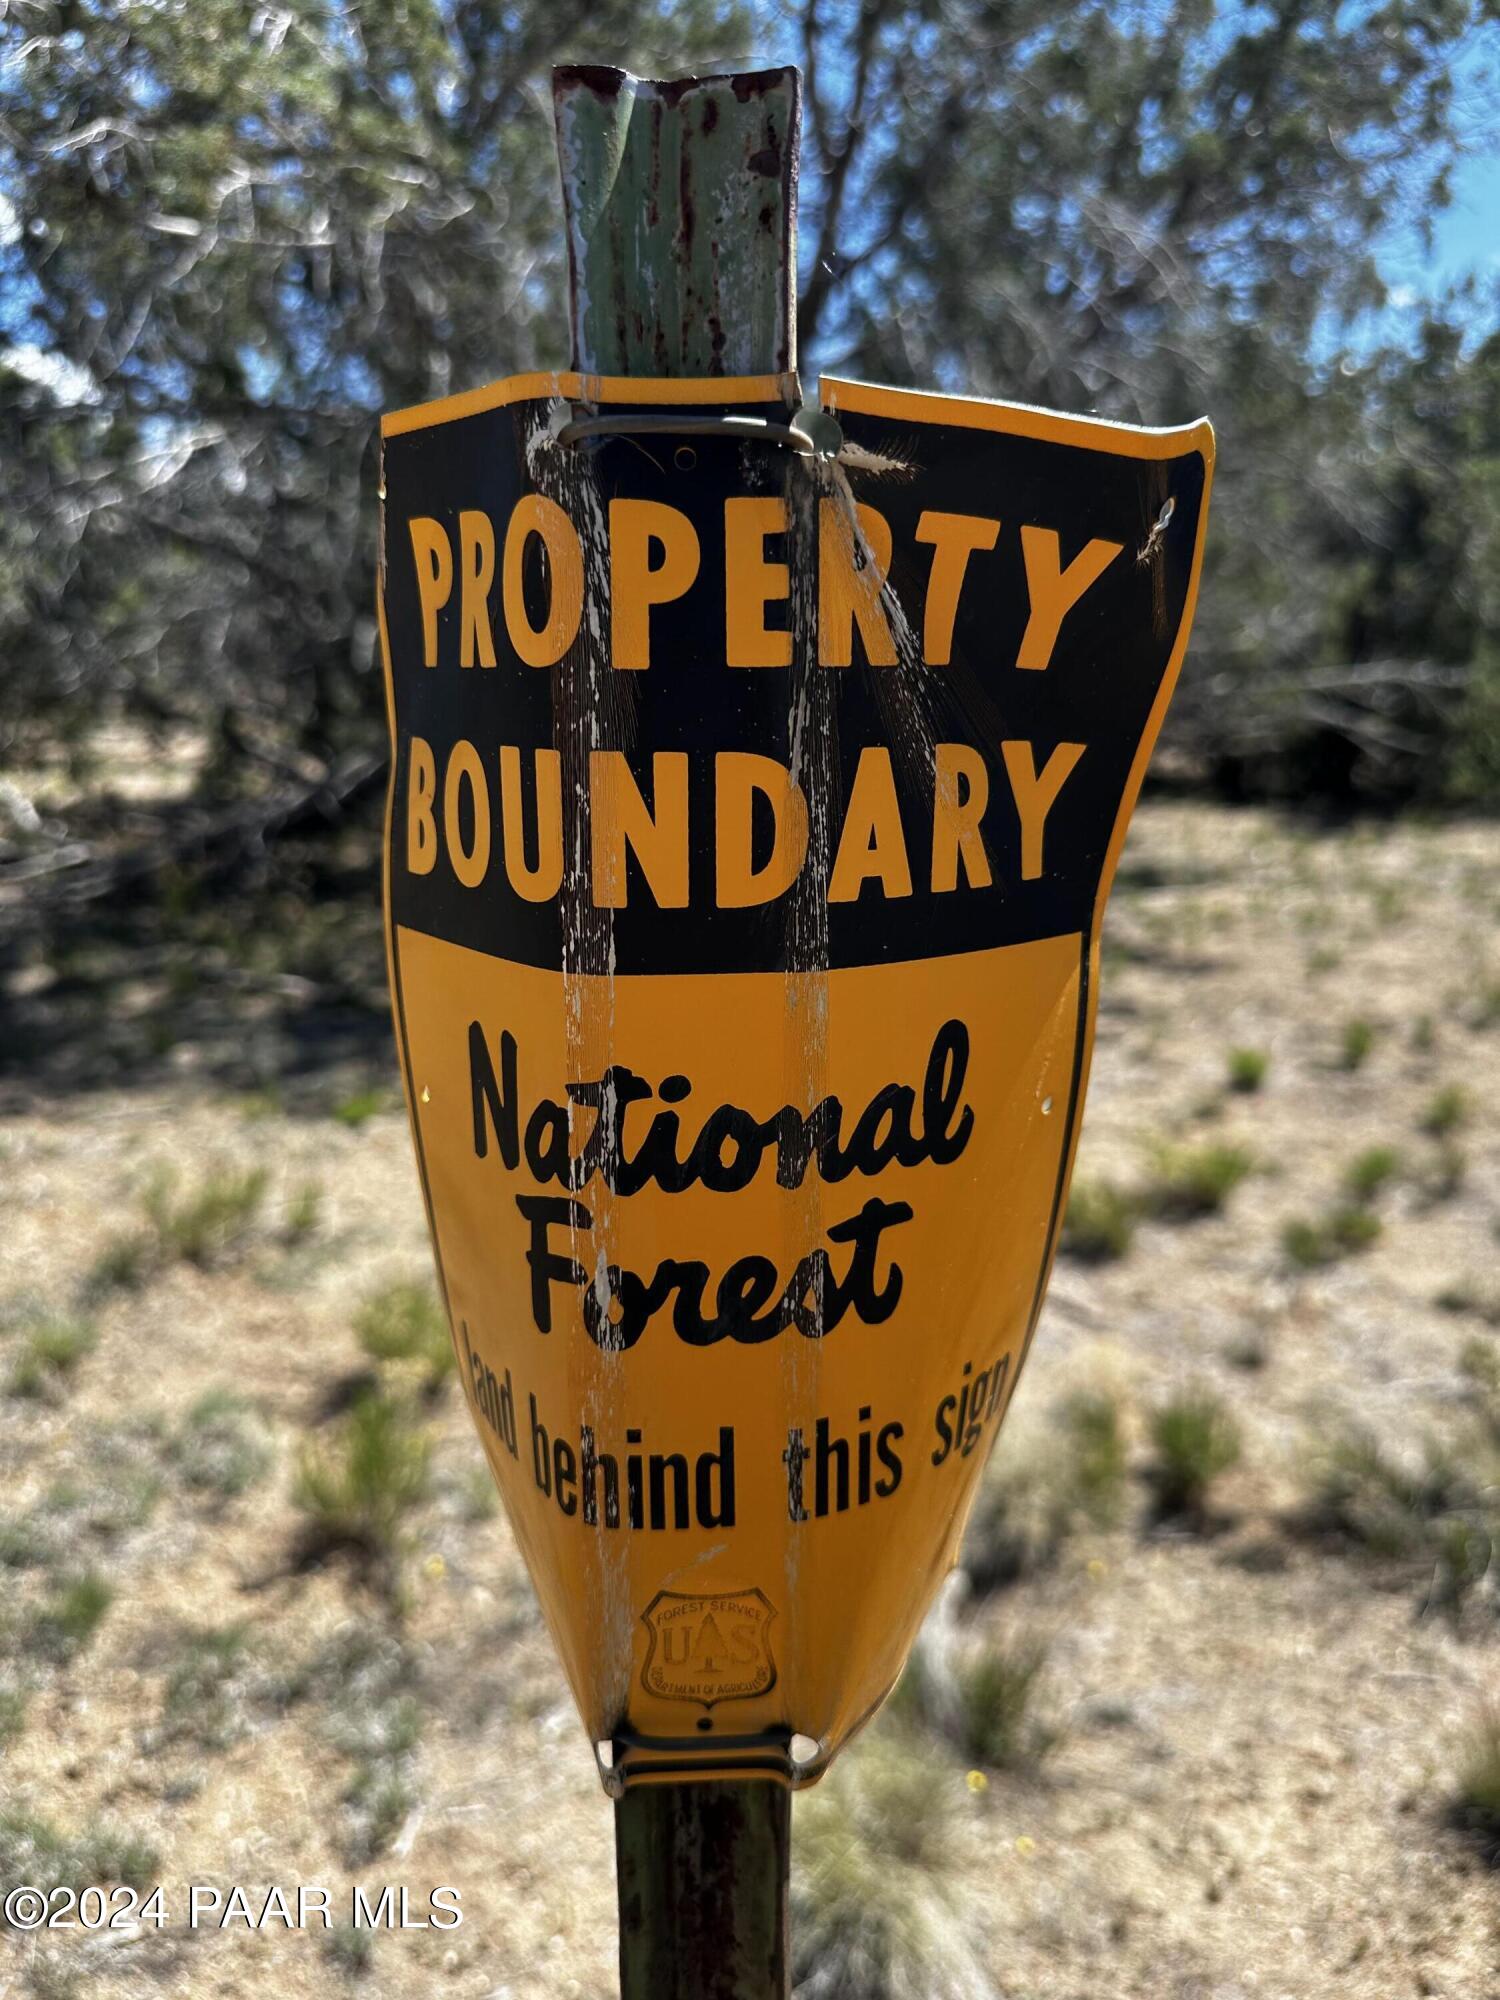 PROPERTY
BOUNDARY
National
Forest
land behind this sign
FOREST SERVICE
U S
DEPARTMENT OF AGRICULTURE
©2024 PAAR MLS